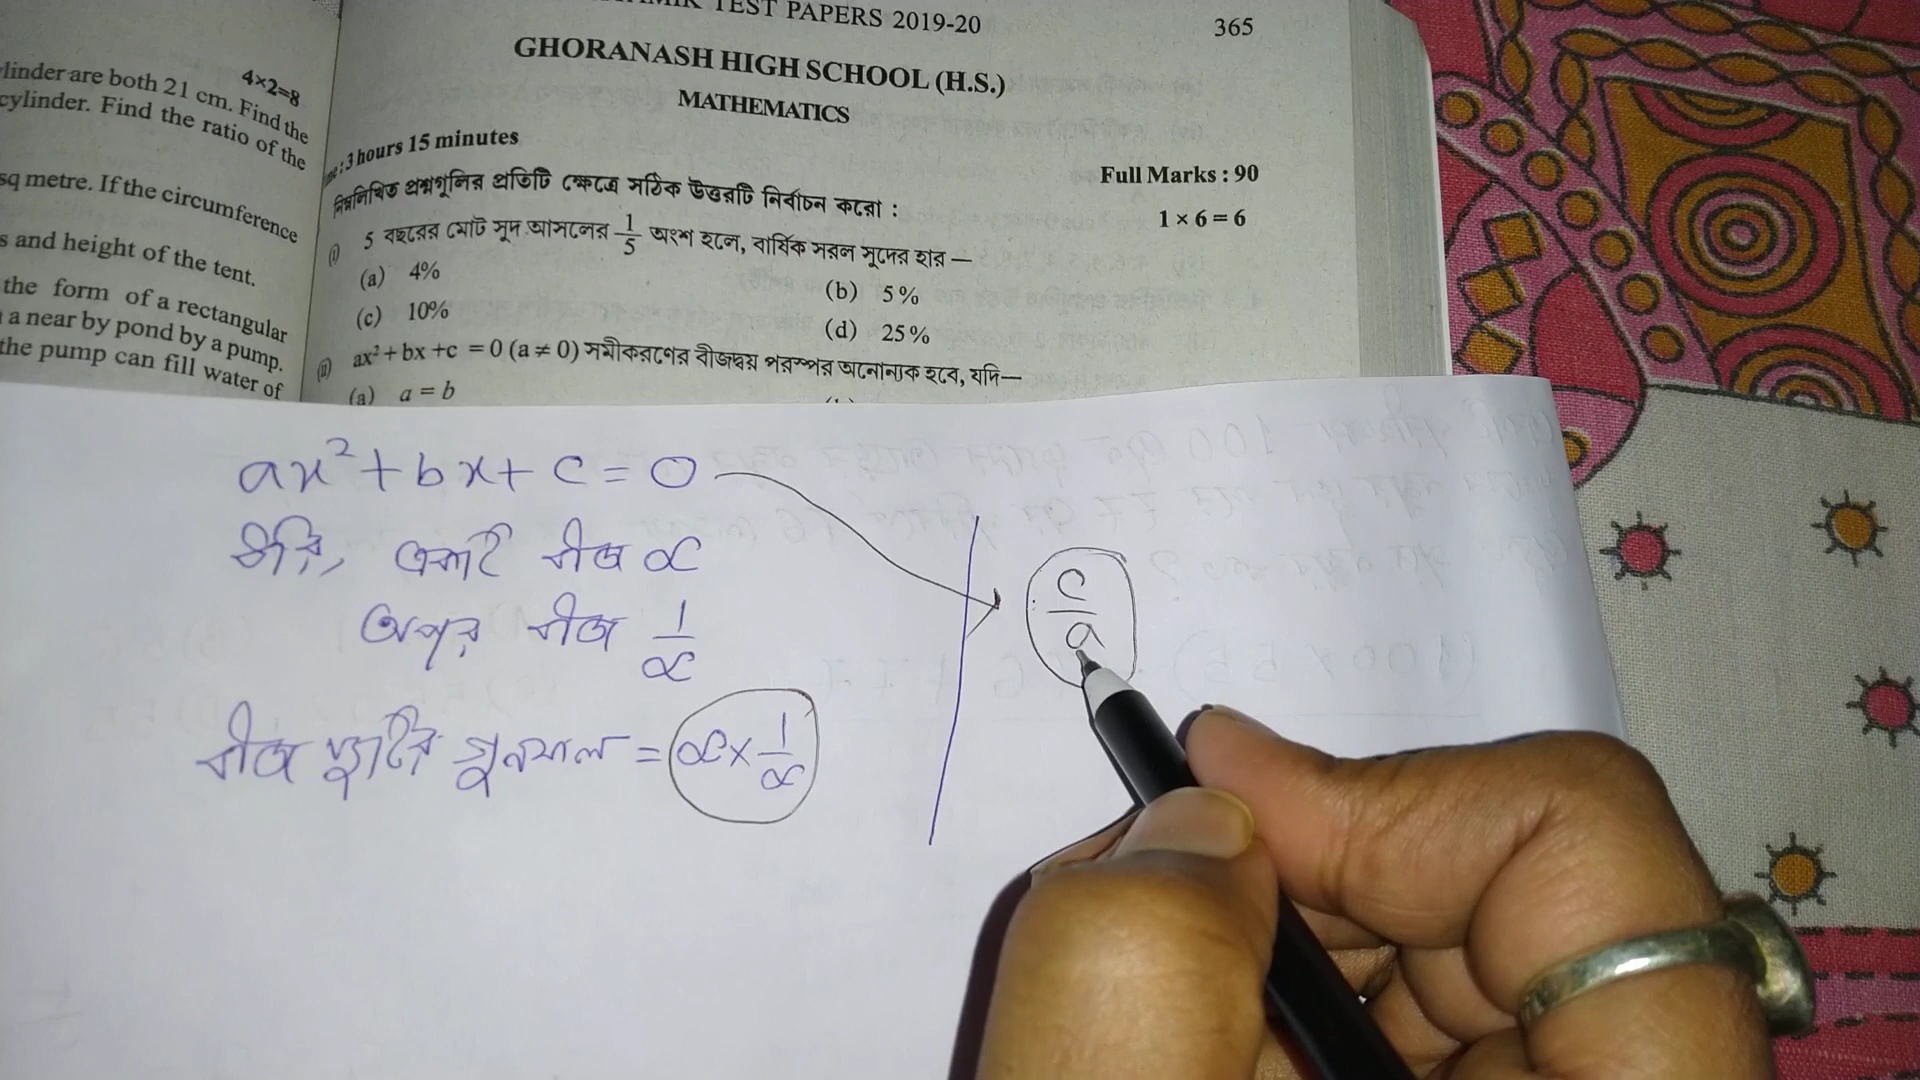 TEST PAPERS 2019-20
365
4×2=8
linder are both 21 cm. Find the
cylinder. Find the ratio of the
sq metre. If the circumference
s and height of the tent.
the form of a rectangular
a near by pond by a pump.
the pump can fill water of
GHORANASH HIGH SCHOOL (H.S.)
MATHEMATICS
3 hours 15 minutes
Full Marks : 90
নিম্নলিখিত প্রশ্নগুলির প্রতিটি ক্ষেত্রে সঠিক উত্তরটি নির্বাচন করো :
1 × 6 = 6
(i) 5 বছরের মোট সুদ আসলের 1/5 অংশ হলে, বার্ষিক সরল সুদের হার —
(a) 4%
(b) 5%
(c) 10%
(d) 25%
(ii) ax² + bx + c = 0 (a ≠ 0) সমীকরণের বীজদ্বয় পরস্পর অনোন্যক হবে, যদি—
(a) a = b
ax² + bx + c = 0
ধরি, একটি বীজ α
অপর বীজ 1/α
বীজ দুটির গুনফল = α × 1/α
c/a